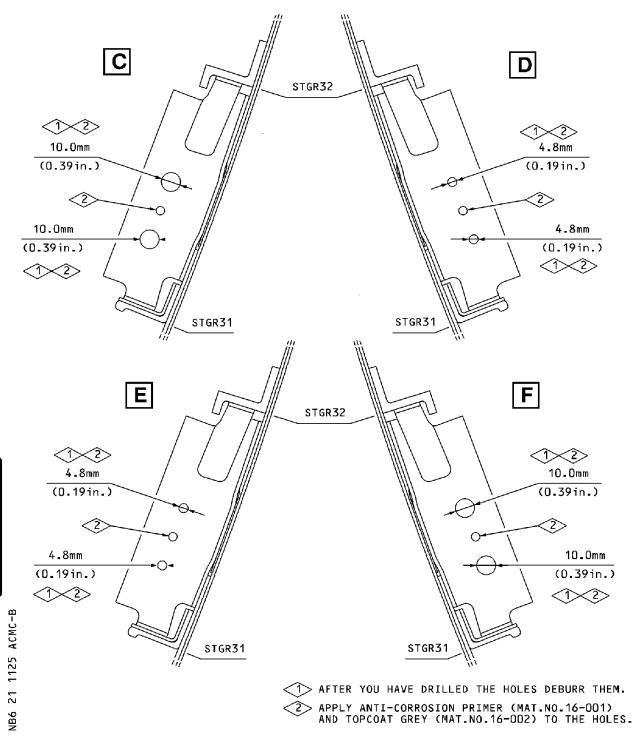 C
D
STGR32
1 2
10.0mm
(0.39in.)
2
10.0mm
(0.39in.)
1 2
1 2
4.8mm
(0.19in.)
2
4.8mm
(0.19in.)
1 2
STGR31
STGR31
E
F
STGR32
1 2
4.8mm
(0.19in.)
2
4.8mm
(0.19in.)
1 2
1 2
10.0mm
(0.39in.)
2
10.0mm
(0.39in.)
1 2
STGR31
STGR31
NB6 21 1125 ACMC-B
1 AFTER YOU HAVE DRILLED THE HOLES DEBURR THEM.
2 APPLY ANTI-CORROSION PRIMER (MAT.NO.16-001)
AND TOPCOAT GREY (MAT.NO.16-002) TO THE HOLES.